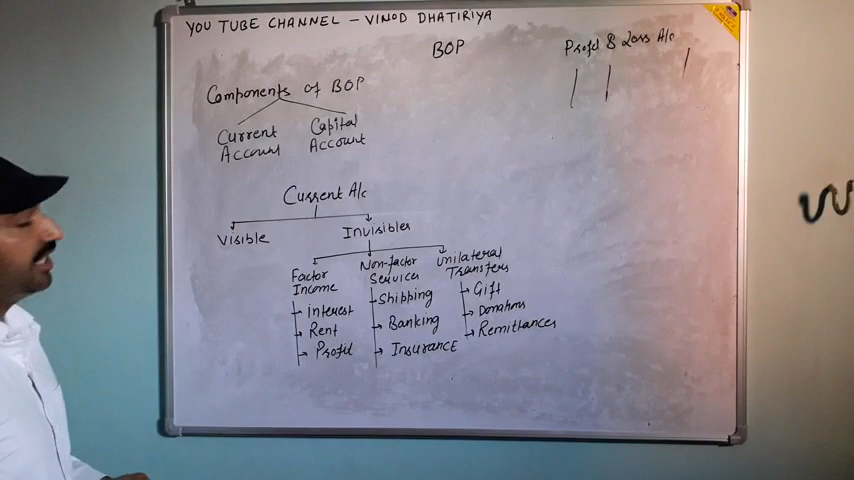 YOU TUBE CHANNEL – VINOD DHATIRIYA
BOP
Profit & Loss A/c
Components of BOP
Current Account
Capital Account
Current A/c
Visible
Invisibles
Factor Income
interest
Rent
Profit
Non-factor Services
Shipping
Banking
Insurance
Unilateral Transfers
Gift
Donations
Remittances